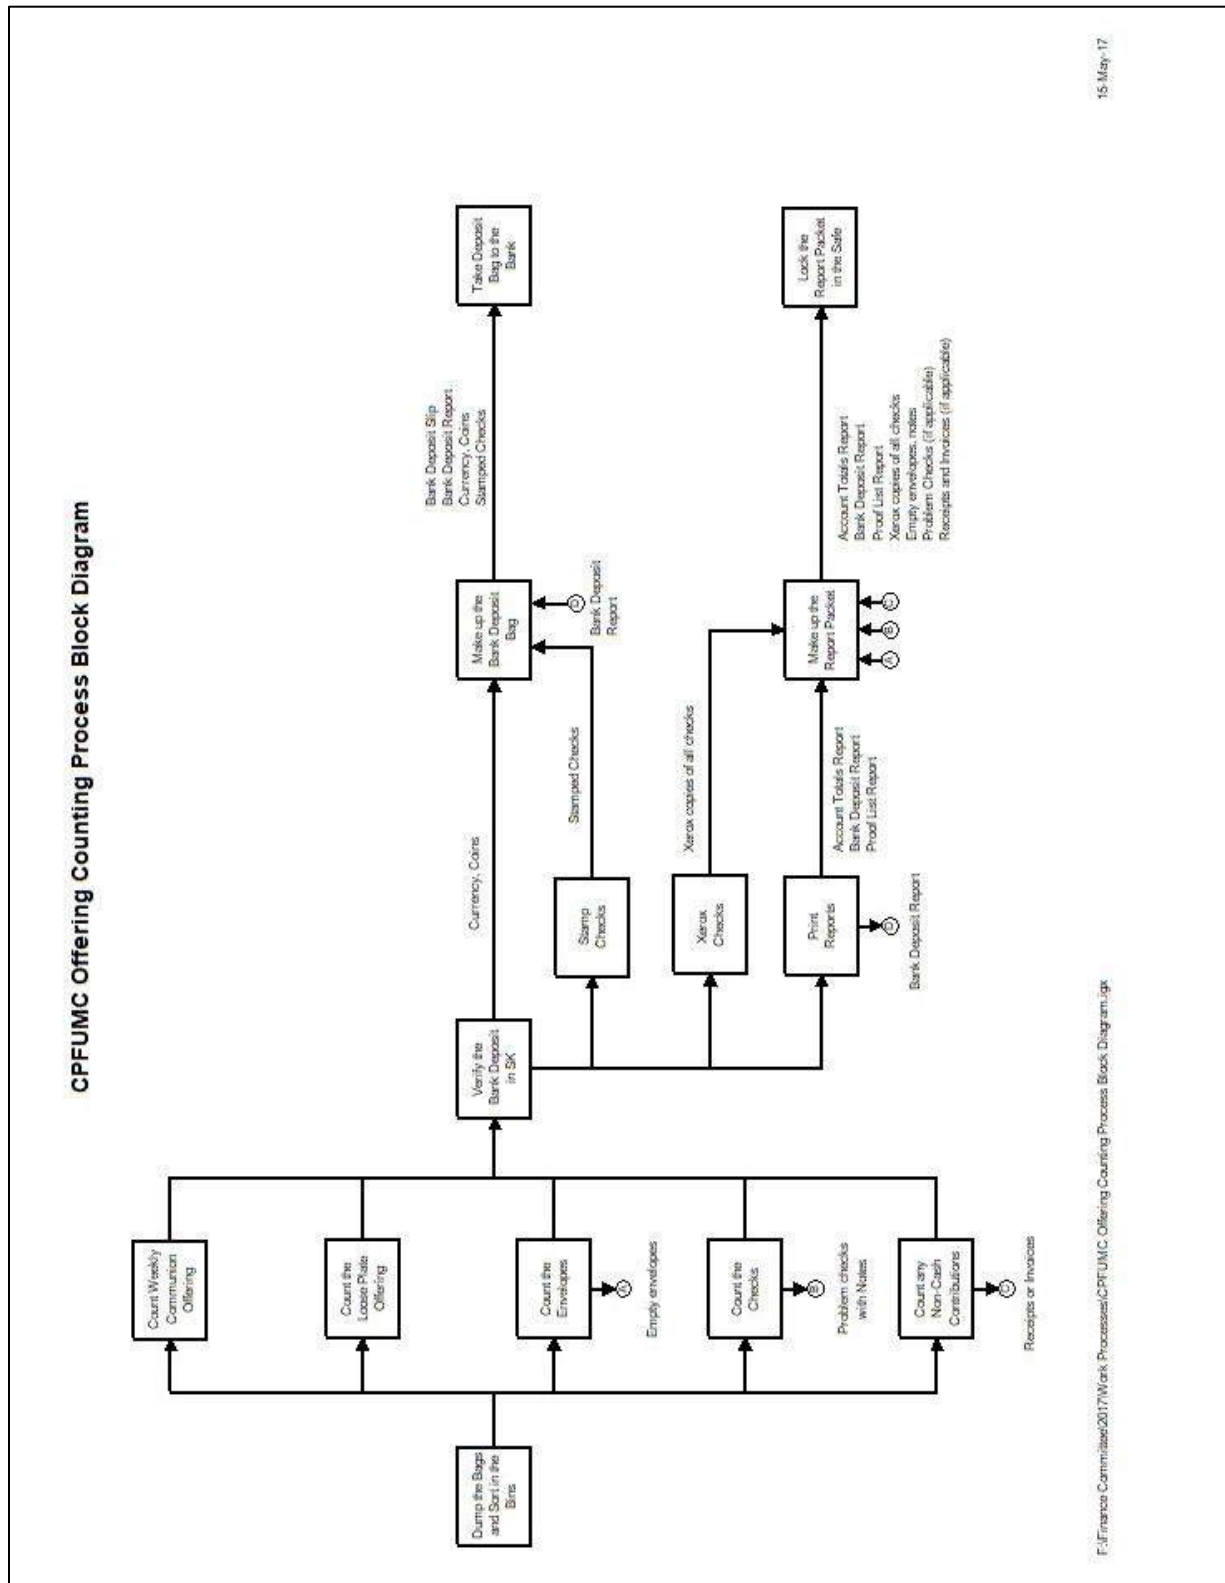 CPFUMC Offering Counting Process Block Diagram
Dump the Bags
and Sort in the
Bins
Count Weekly
Communion
Offering
Count the
Loose Plate
Offering
Count the
Envelopes
A
Empty envelopes
Count the
Checks
B
Problem checks
with Notes
Count any
Non-Cash
Contributions
C
Receipts or Invoices
Verify the
Bank Deposit
in SK
Currency, Coins
Stamp
Checks
Stamped Checks
Xerox
Checks
Xerox copies of all checks
Print
Reports
D
Bank Deposit Report
Account Totals Report
Bank Deposit Report
Proof List Report
Make up the
Bank Deposit
Bag
D
Bank Deposit
Report
Bank Deposit Slip
Bank Deposit Report
Currency, Coins
Stamped Checks
Take Deposit
Bag to the
Bank
Make up the
Report Packet
A
B
C
Account Totals Report
Bank Deposit Report
Proof List Report
Xerox copies of all checks
Empty envelopes, notes
Problem Checks (if applicable)
Receipts and Invoices (if applicable)
Lock the
Report Packet
in the Safe
F:\Finance Committee\2017\Work Processes\CPFUMC Offering Counting Process Block Diagram.igx
15-May-17